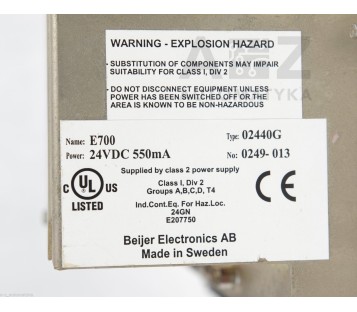 WARNING - EXPLOSION HAZARD
- SUBSTITUTION OF COMPONENTS MAY IMPAIR
SUITABILITY FOR CLASS I, DIV 2
- DO NOT DISCONNECT EQUIPMENT UNLESS
POWER HAS BEEN SWITCHED OFF OR THE
AREA IS KNOWN TO BE NON-HAZARDOUS
Name: E700 Type: 02440G
Power: 24VDC 550mA No: 0249- 013
Supplied by class 2 power supply
Class I, Div 2
Groups A,B,C,D, T4
C UL US
LISTED
CE
Ind.Cont.Eq. For Haz.Loc.
24GN
E207750
Beijer Electronics AB
Made in Sweden